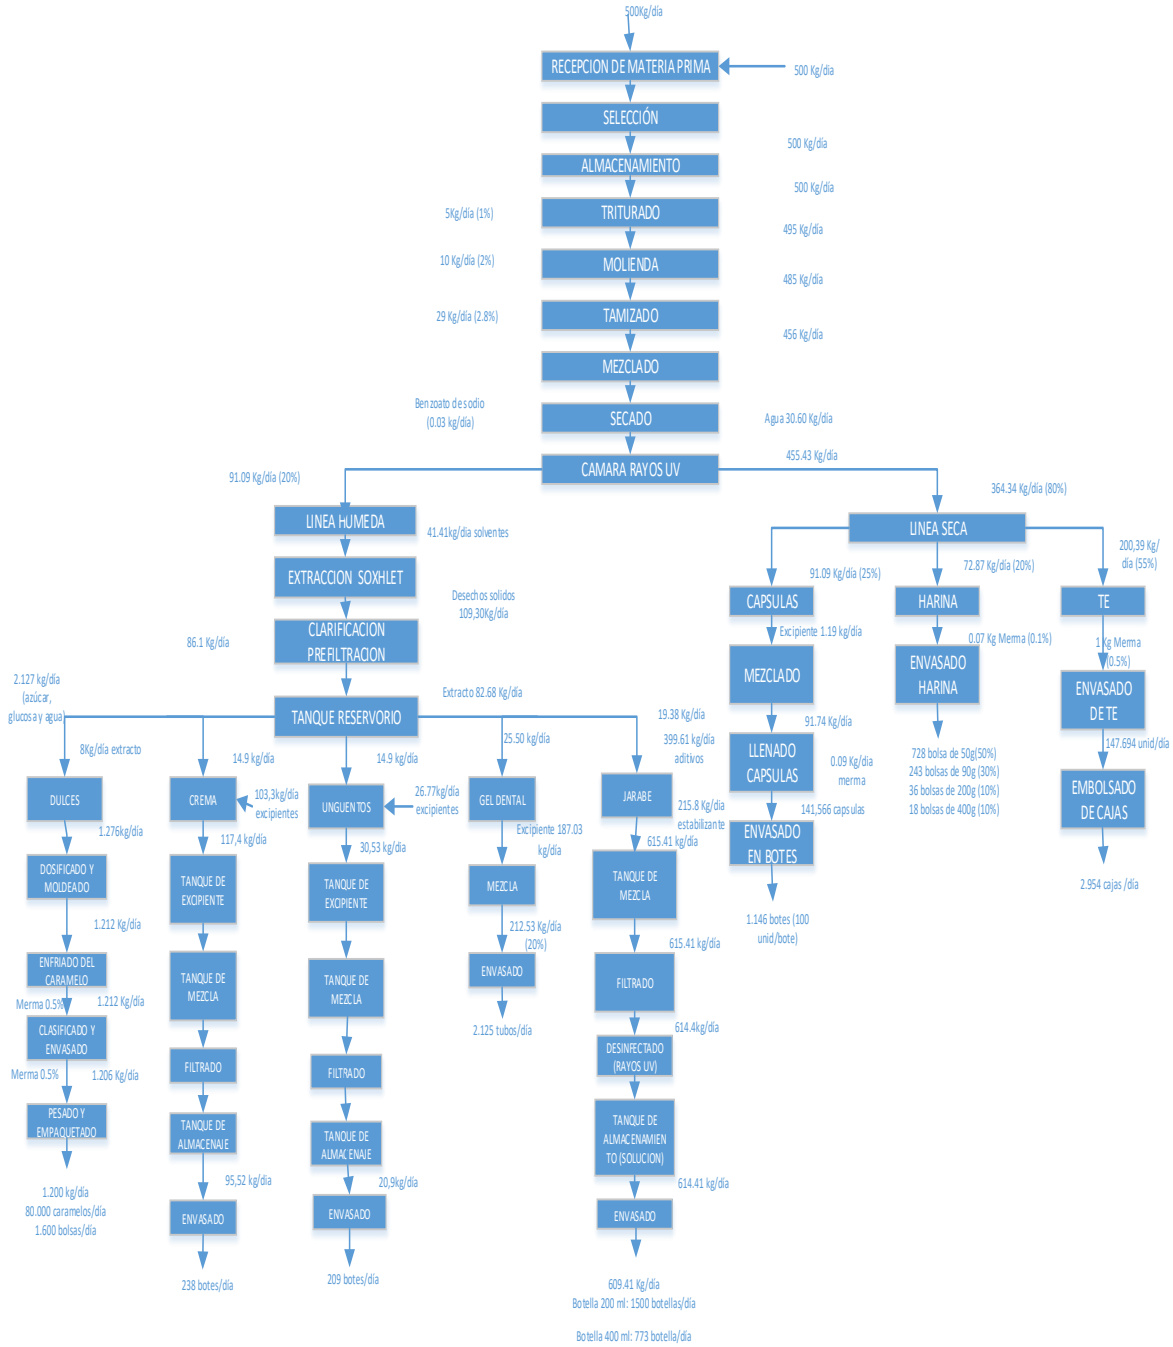 500Kg/día
RECEPCION DE MATERIA PRIMA
500 Kg/día
SELECCIÓN
500 Kg/día
ALMACENAMIENTO
500 Kg/día
5Kg/día (1%)
TRITURADO
495 Kg/día
10 Kg/día (2%)
MOLIENDA
485 Kg/día
29 Kg/día (2.8%)
TAMIZADO
456 Kg/día
MEZCLADO
Benzoato de sodio
(0.03 kg/día)
SECADO
Agua 30.60 Kg/día
CAMARA RAYOS UV
455.43 Kg/día
91.09 Kg/día (20%)
364.34 Kg/día (80%)
LINEA HUMEDA
41.41kg/dia solventes
EXTRACCION SOXHLET
Desechos solidos
109,30Kg/día
86.1 Kg/día
CLARIFICACION
PREFILTRACION
Extracto 82.68 Kg/día
TANQUE RESERVORIO
LINEA SECA
91.09 Kg/día (25%)
72.87 Kg/día (20%)
200,39 Kg/
día (55%)
CAPSULAS
HARINA
TE
Excipiente 1.19 kg/día
0.07 Kg Merma (0.1%)
1 Kg Merma
(0.5%)
MEZCLADO
ENVASADO
HARINA
ENVASADO
DE TE
91.74 Kg/día
728 bolsa de 50g(50%)
243 bolsas de 90g (30%)
36 bolsas de 200g (10%)
18 bolsas de 400g (10%)
147.694 unid/día
LLENADO
CAPSULAS
0.09 Kg/día
merma
EMBOLSADO
DE CAJAS
141,566 capsulas
ENVASADO
EN BOTES
2.954 cajas /día
1.146 botes (100
unid/bote)
2.127 kg/día
(azúcar,
glucosa y agua)
8Kg/día extracto
DULCES
1.276kg/día
DOSIFICADO Y
MOLDEADO
1.212 Kg/día
ENFRIADO DEL
CARAMELO
Merma 0.5%
1.212 Kg/día
CLASIFICADO Y
ENVASADO
Merma 0.5%
1.206 Kg/día
PESADO Y
EMPAQUETADO
1.200 kg/día
80.000 caramelos/día
1.600 bolsas/día
14.9 kg/día
CREMA
103,3kg/día
excipientes
117,4 kg/día
TANQUE DE
EXCIPIENTE
TANQUE DE
MEZCLA
FILTRADO
TANQUE DE
ALMACENAJE
95,52 kg/dia
ENVASADO
238 botes/día
14.9 kg/día
UNGUENTOS
26.77kg/día
excipientes
30,53 kg/día
TANQUE DE
EXCIPIENTE
TANQUE DE
MEZCLA
FILTRADO
TANQUE DE
ALMACENAJE
20,9kg/día
ENVASADO
209 botes/día
25.50 kg/día
GEL DENTAL
Excipiente 187.03
kg/día
MEZCLA
212.53 Kg/día
(20%)
ENVASADO
2.125 tubos/día
19.38 Kg/día
399.61 kg/día
aditivos
JARABE
215.8 Kg/día
estabilizante
615.41 kg/día
TANQUE DE
MEZCLA
615.41 kg/día
FILTRADO
614.4kg/día
DESINFECTADO
(RAYOS UV)
TANQUE DE
ALMACENAMIEN
TO (SOLUCION)
614.41 kg/día
ENVASADO
609.41 Kg/día
Botella 200 ml: 1500 botellas/día
Botella 400 ml: 773 botella/día